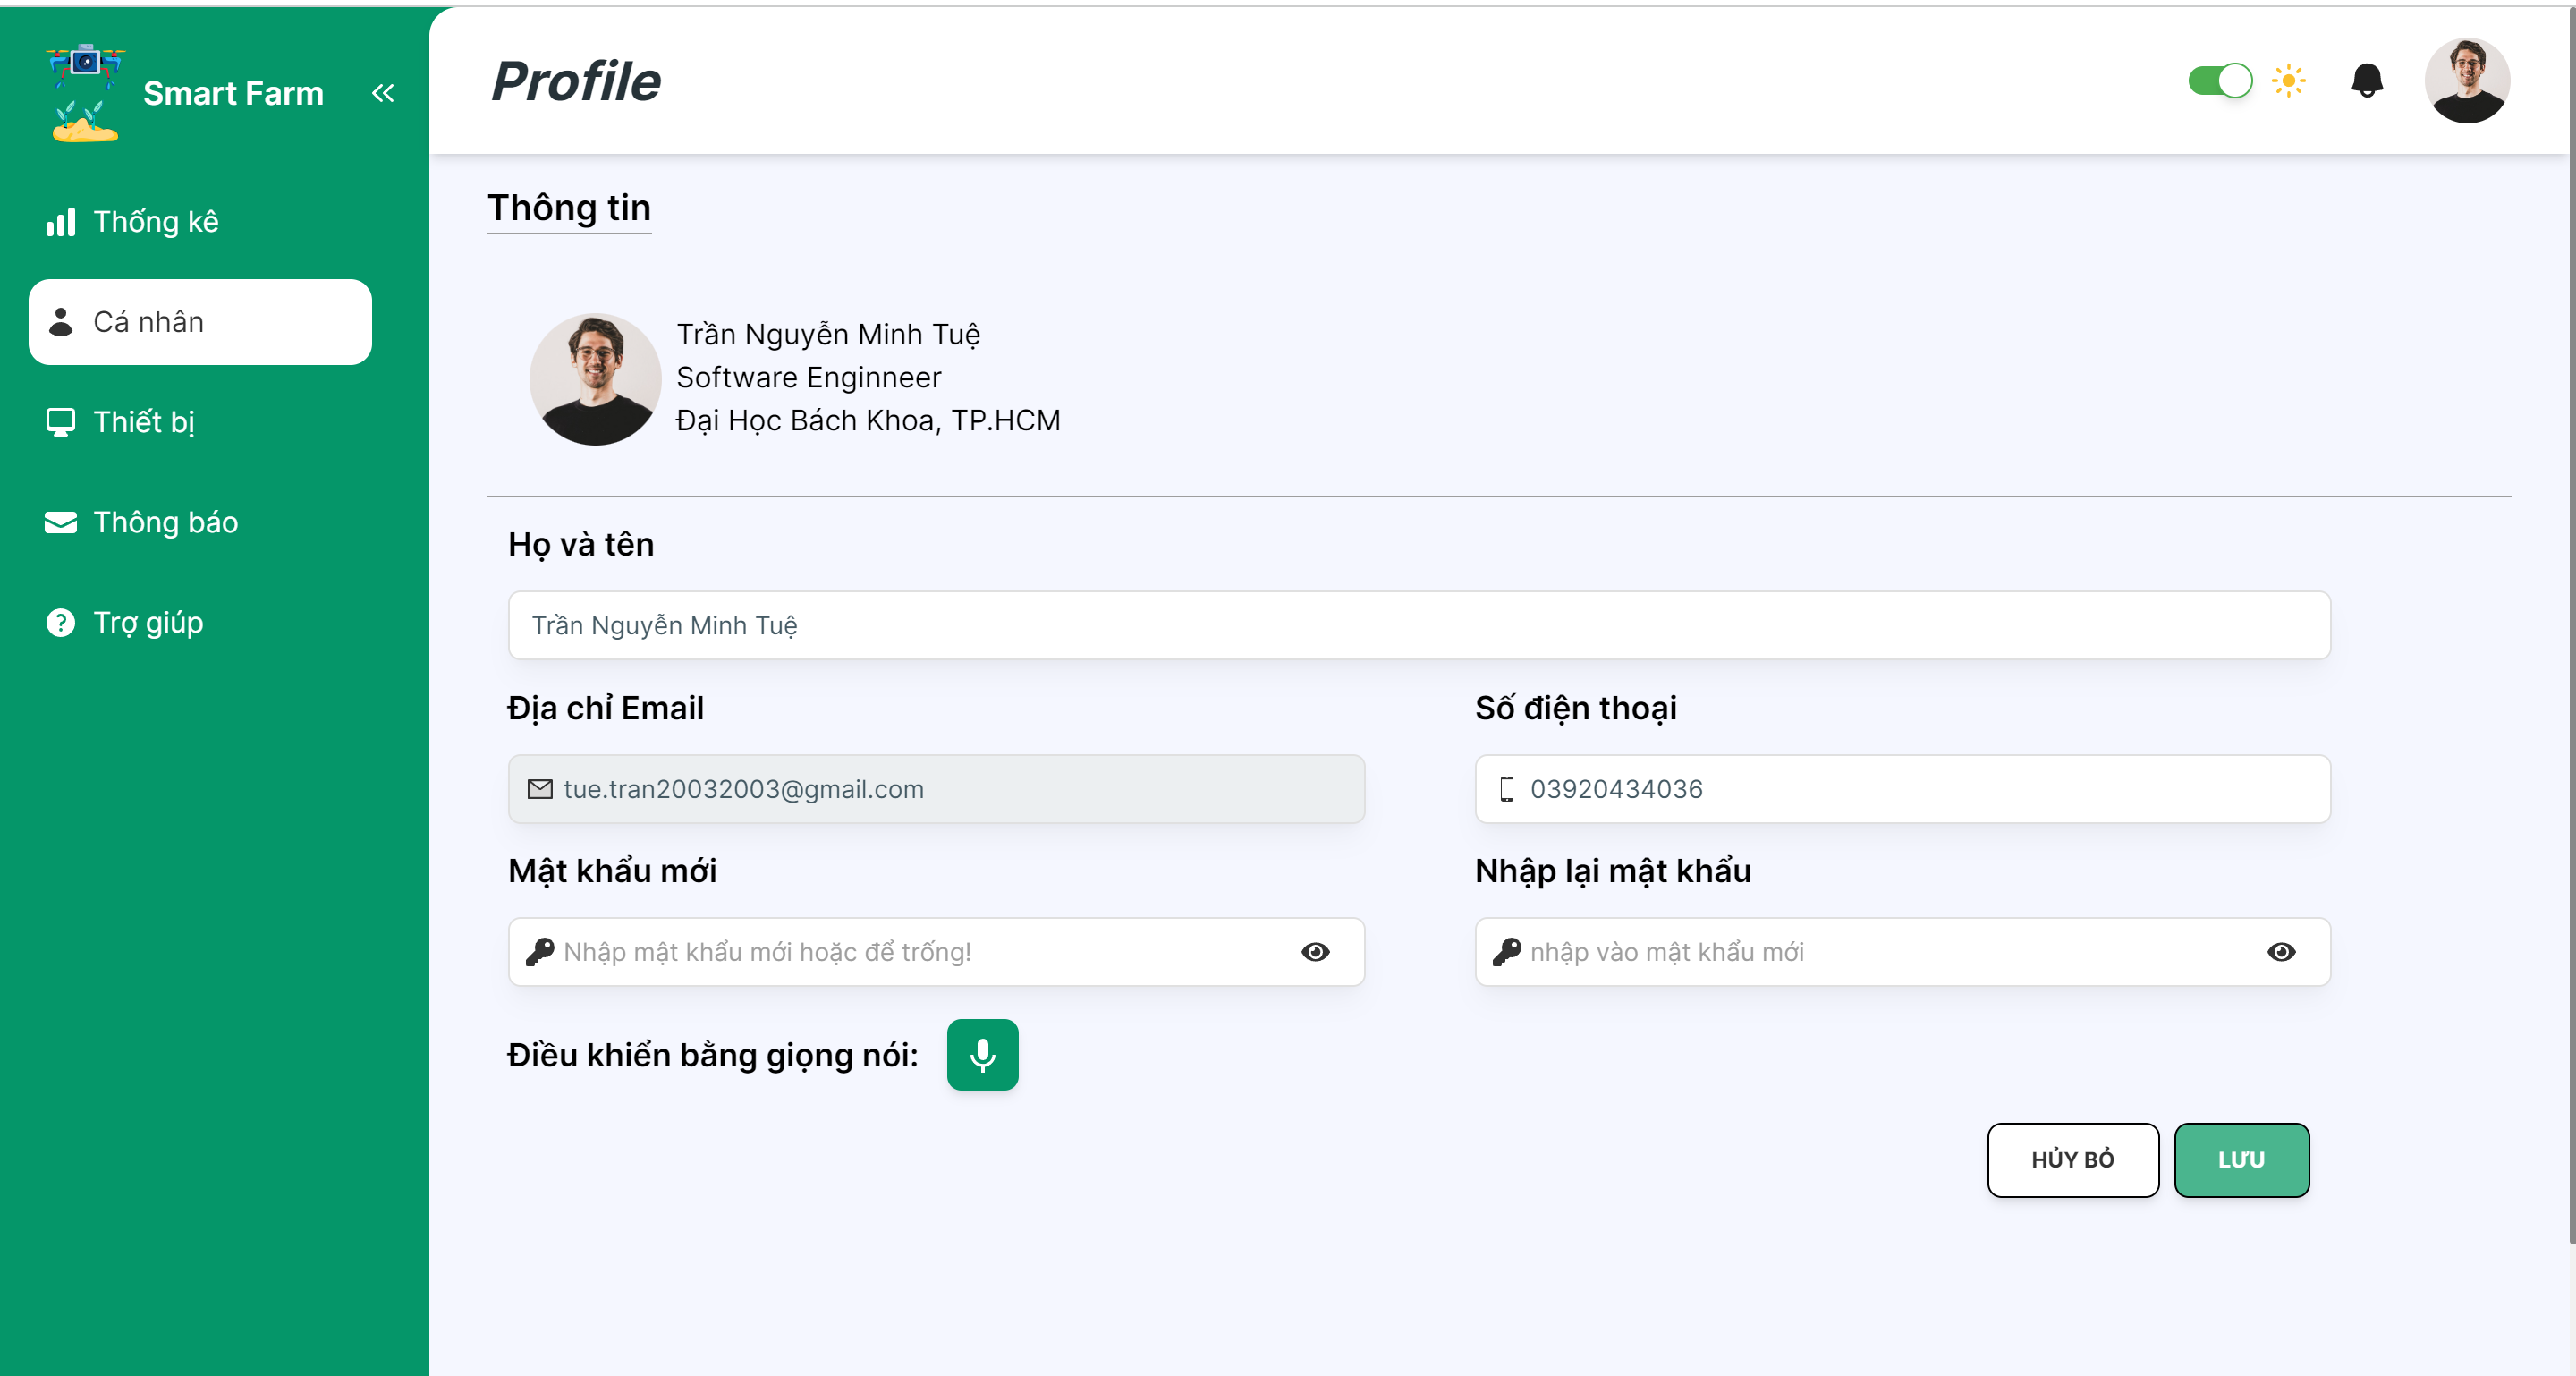 Smart Farm
Profile
Thống kê
Cá nhân
Thiết bị
Thông báo
Trợ giúp
Thông tin
Trần Nguyễn Minh Tuệ
Software Enginneer
Đại Học Bách Khoa, TP.HCM
Họ và tên
Trần Nguyễn Minh Tuệ
Địa chỉ Email
Số điện thoại
tue.tran20032003@gmail.com
03920434036
Mật khẩu mới
Nhập lại mật khẩu
Nhập mật khẩu mới hoặc để trống!
nhập vào mật khẩu mới
Điều khiển bằng giọng nói:
HỦY BỎ
LƯU